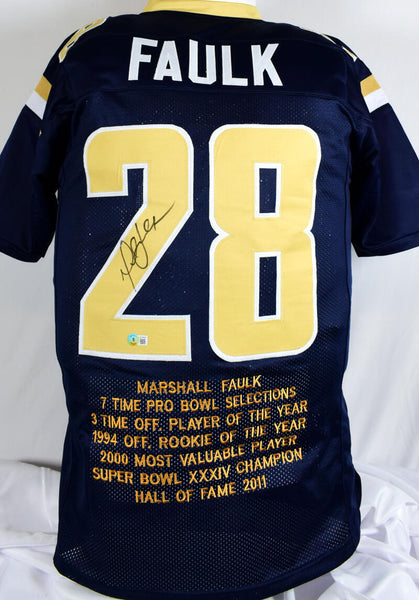 FAULK
28
MARSHALL FAULK
7 TIME PRO BOWL SELECTIONS
3 TIME OFF. PLAYER OF THE YEAR
1994 OFF. ROOKIE OF THE YEAR
2000 MOST VALUABLE PLAYER
SUPER BOWL XXXIV CHAMPION
HALL OF FAME 2011